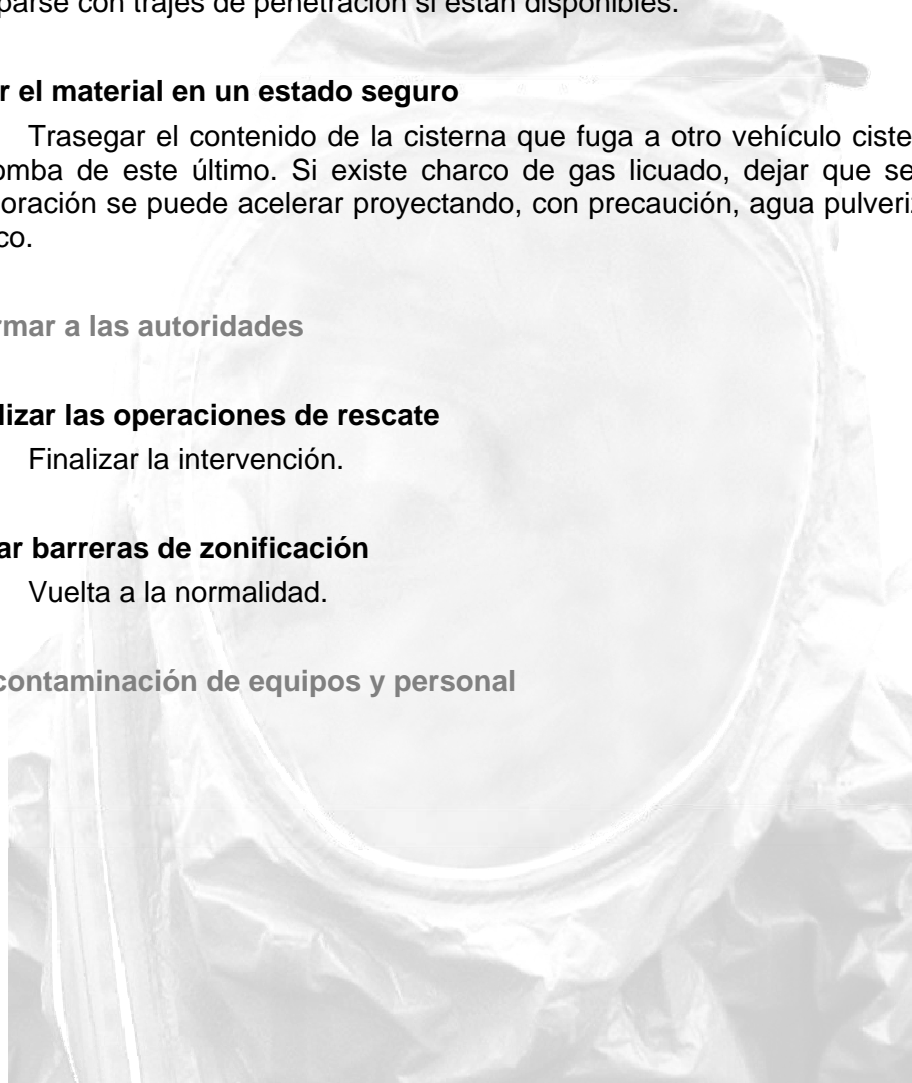 parse con trajes de penetración si están disponibles.
r el material en un estado seguro
Trasegar el contenido de la cisterna que fuga a otro vehículo ciste
omba de este último. Si existe charco de gas licuado, dejar que se
oración se puede acelerar proyectando, con precaución, agua pulveriz
co.
rmar a las autoridades
lizar las operaciones de rescate
Finalizar la intervención.
ar barreras de zonificación
Vuelta a la normalidad.
contaminación de equipos y personal